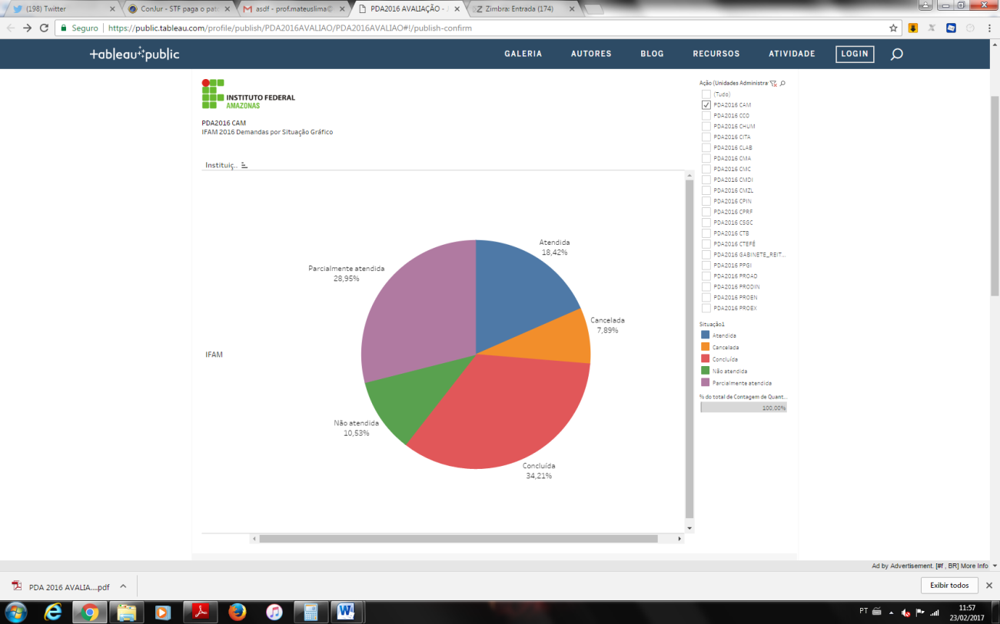 (198) Twitter
ConJur - STF paga o pato
asdf - prof.mateuslima@
PDA2016 AVALIAÇÃO - J
Zimbra: Entrada (174)
Seguro | https://public.tableau.com/profile/publish/PDA2016AVALIAO/PDA2016AVALIAO#!/publish-confirm
+ab|eau public
GALERIA
AUTORES
BLOG
RECURSOS
ATIVIDADE
LOGIN
INSTITUTO FEDERAL
AMAZONAS
PDA2016 CAM
IFAM 2016 Demandas por Situação Gráfico
Instituiç..
IFAM
Atendida
18,42%
Cancelada
7,89%
Concluída
34,21%
Não atendida
10,53%
Parcialmente atendida
28,95%
Ação (Unidades Administra
(Tudo)
PDA2016 CAM
PDA2016 CCO
PDA2016 CHUM
PDA2016 CITA
PDA2016 CLAB
PDA2016 CMA
PDA2016 CMC
PDA2016 CMDI
PDA2016 CMZL
PDA2016 CPIN
PDA2016 CPRF
PDA2016 CSGC
PDA2016 CTB
PDA2016 CTEFÉ
PDA2016 GABINETE_REIT...
PDA2016 PPGI
PDA2016 PROAD
PDA2016 PRODIN
PDA2016 PROEN
PDA2016 PROEX
Situação1
Atendida
Cancelada
Concluída
Não atendida
Parcialmente atendida
% do total de Contagem de Quant...
100,00%
Ad by Advertisement. [#f , BR] More Info
PDA 2016 AVALIA....pdf
Exibir todos
PT
11:57
23/02/2017